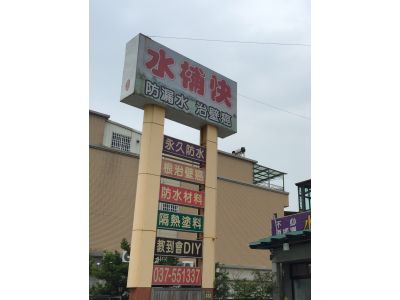 水補快
防漏水 治壁癌
永久防水
根治壁癌
防水材料
隔熱塗料
教到會DIY
037-551337
水